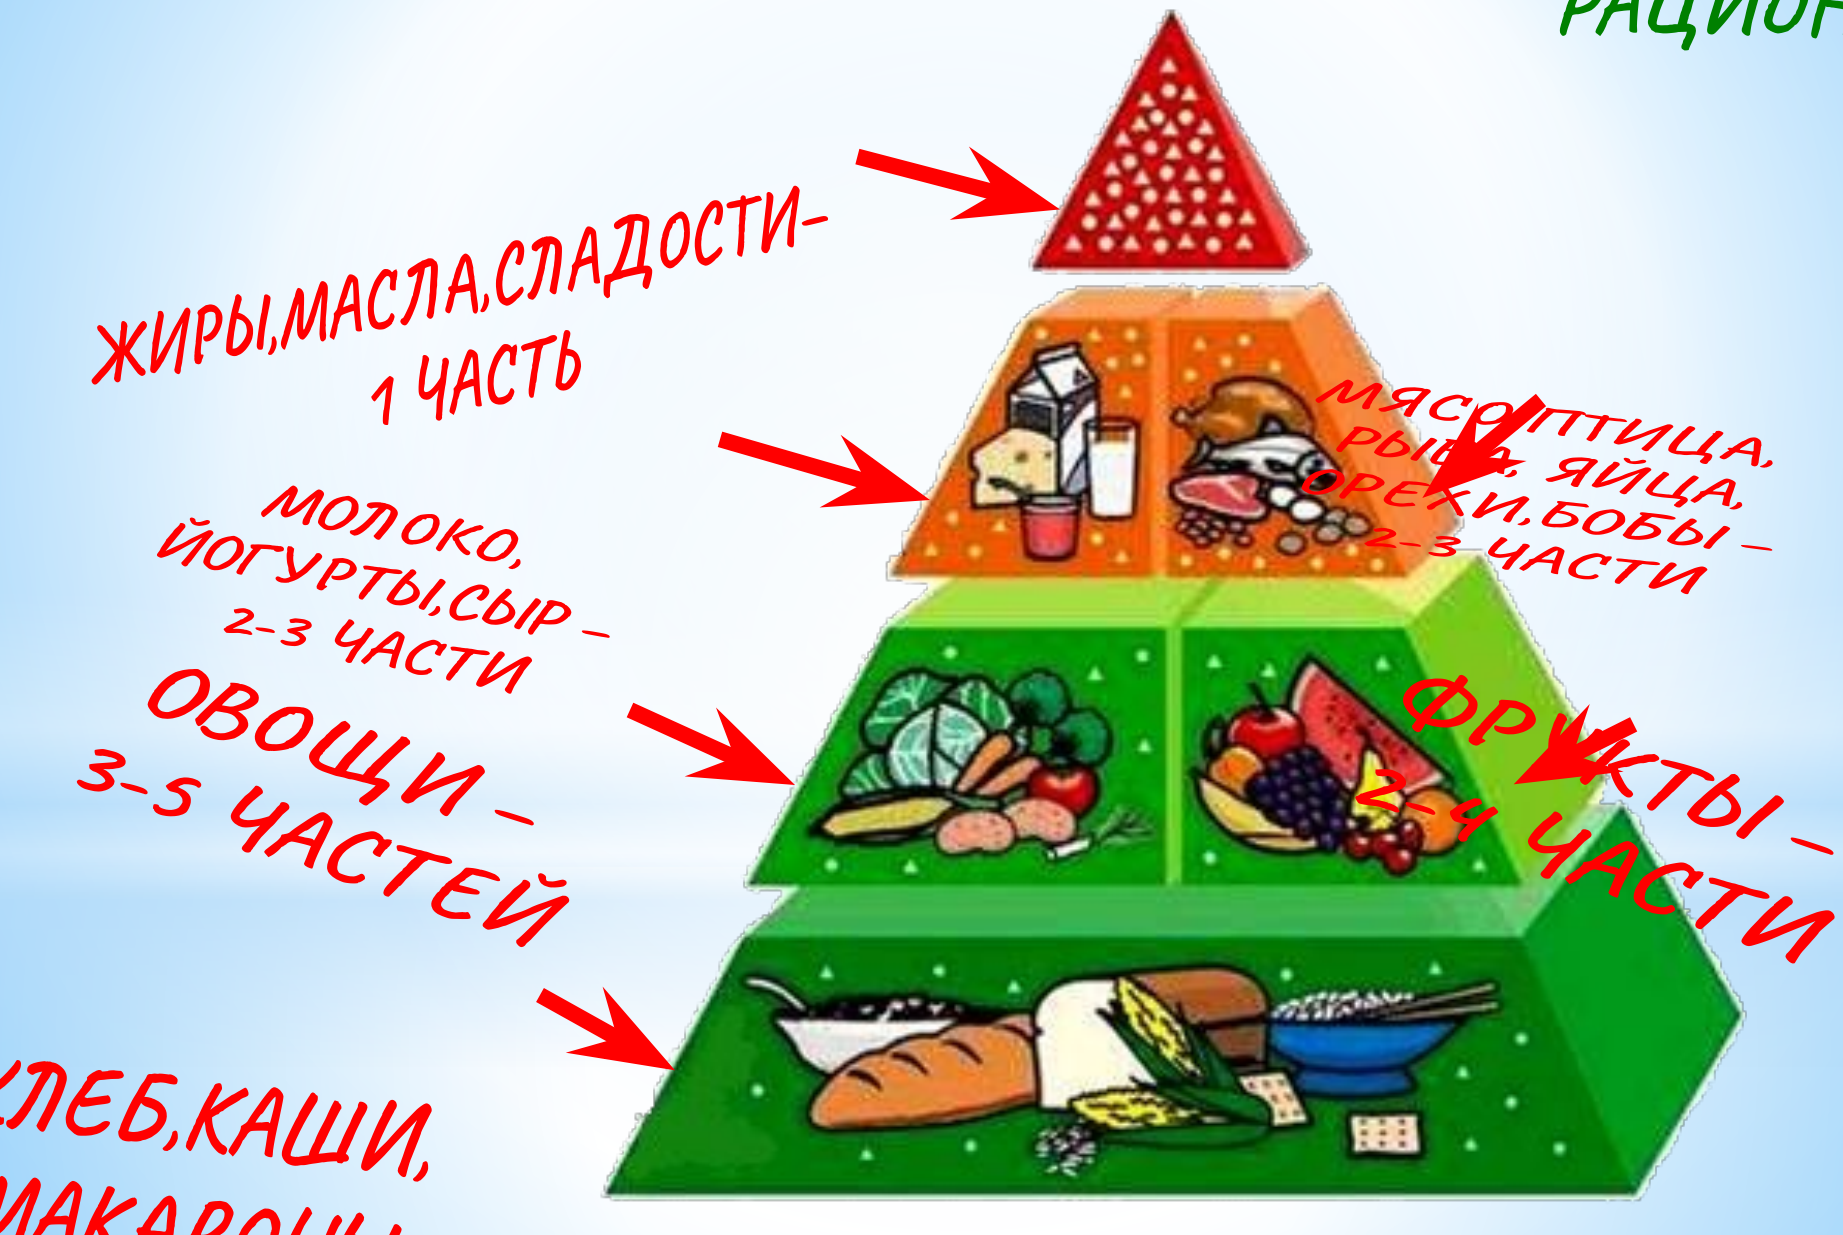 ЖИРЫ,МАСЛА,СЛАДОСТИ-
1 ЧАСТЬ
МЯСО,ПТИЦА,
РЫБА, ЯЙЦА,
ОРЕХИ,БОБЫ –
2-3 ЧАСТИ
МОЛОКО,
ЙОГУРТЫ,СЫР –
2-3 ЧАСТИ
ОВОЩИ –
3-5 ЧАСТЕЙ
ФРУКТЫ –
2-4 ЧАСТИ
ХЛЕБ,КАШИ,